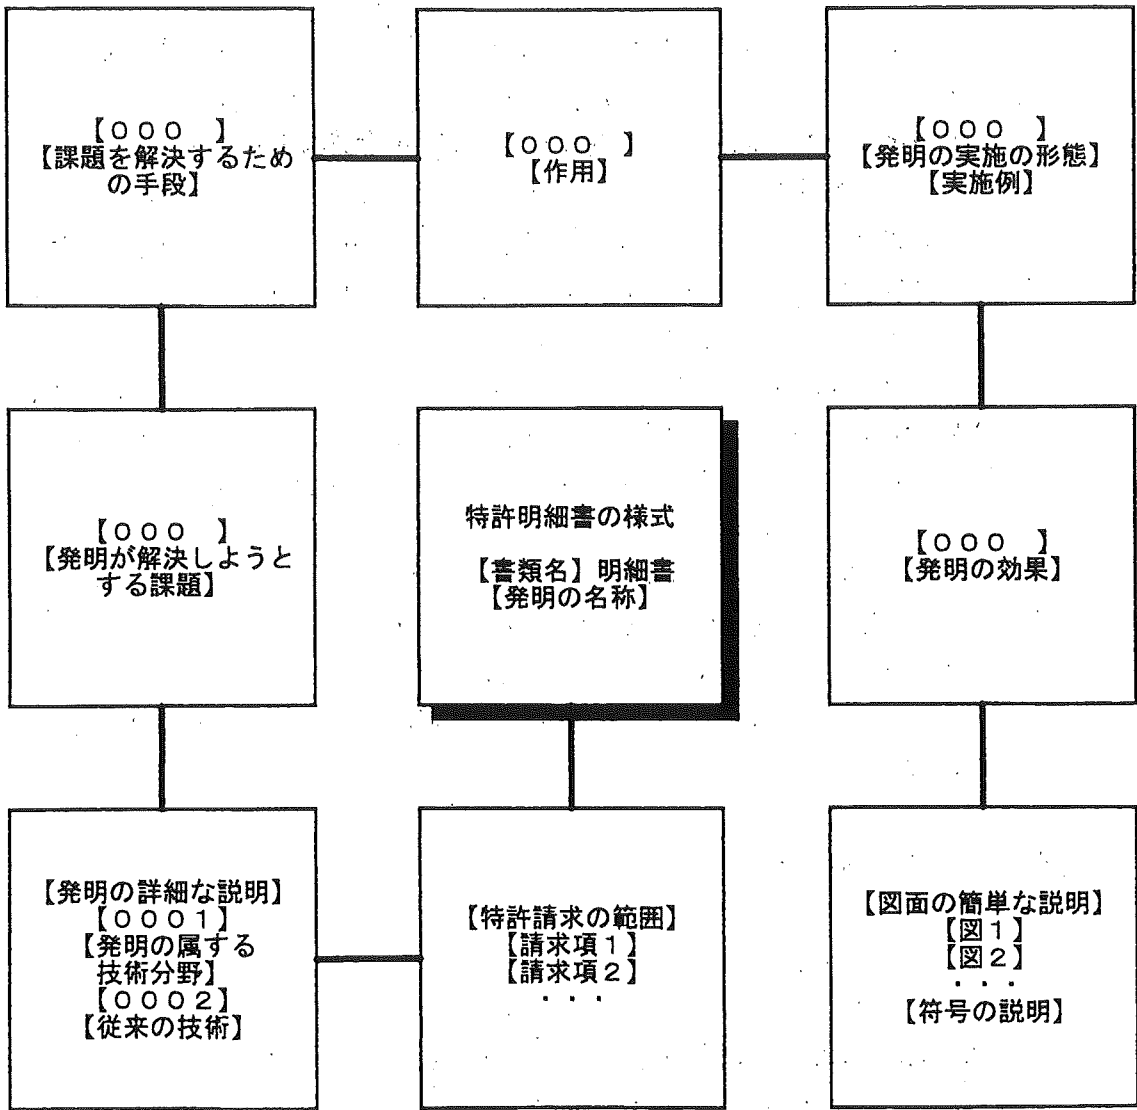 【０００　】
【課題を解決するため
の手段】
【０００　】
【作用】
【０００　】
【発明の実施の形態】
【実施例】
【０００　】
【発明が解決しようと
する課題】
特許明細書の様式
【書類名】明細書
【発明の名称】
【０００　】
【発明の効果】
【発明の詳細な説明】
【０００１】
【発明の属する
技術分野】
【０００２】
【従来の技術】
【特許請求の範囲】
【請求項１】
【請求項２】
・・・
【図面の簡単な説明】
【図１】
【図２】
・・・
【符号の説明】